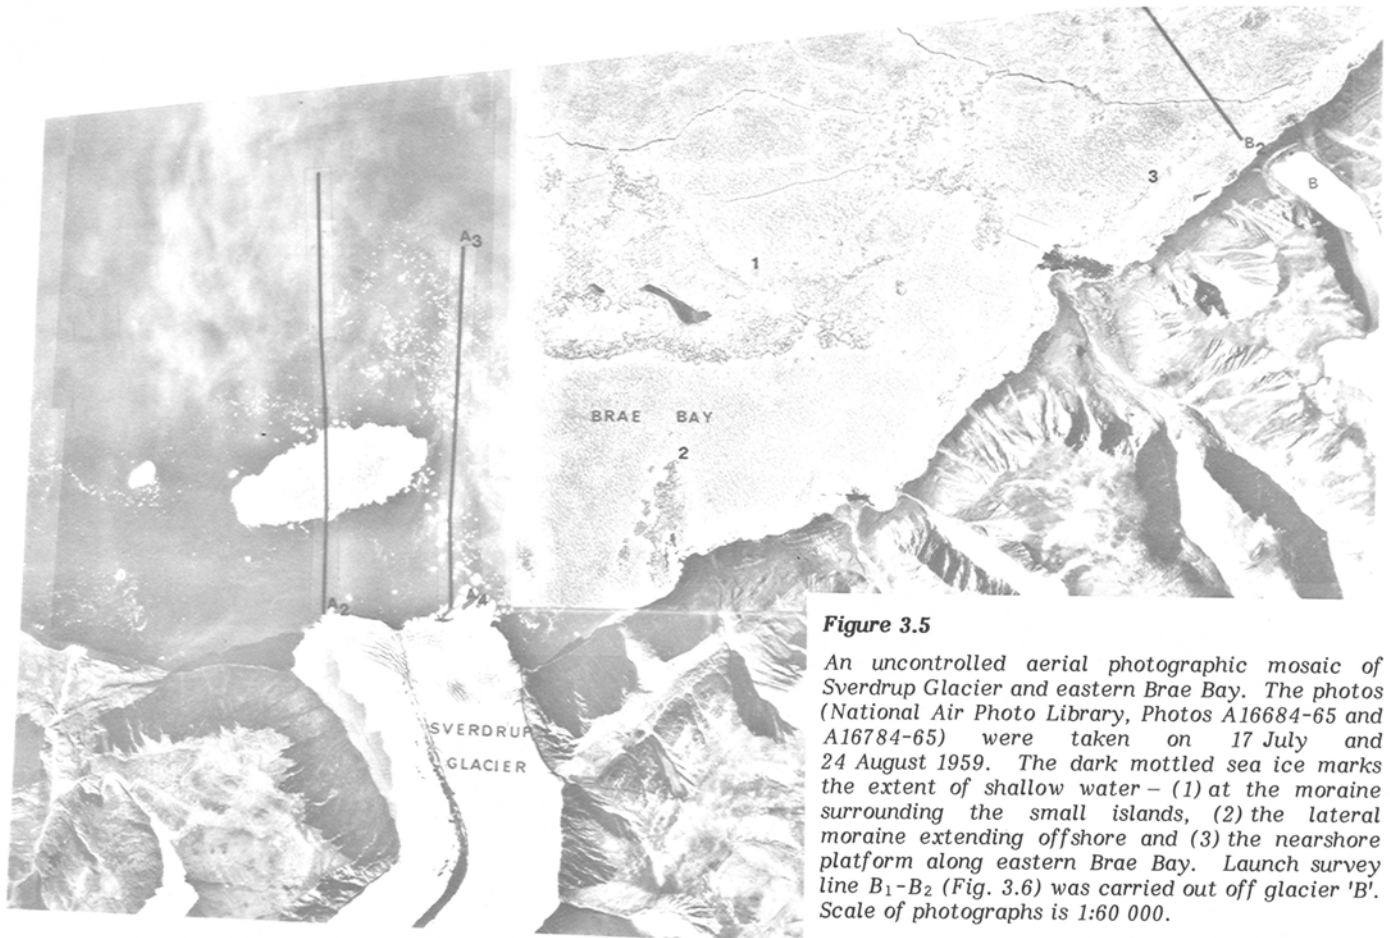 B2
3
B
A3
1
BRAE BAY
2
A2
A4
SVERDRUP
GLACIER
Figure 3.5
An uncontrolled aerial photographic mosaic of
Sverdrup Glacier and eastern Brae Bay. The photos
(National Air Photo Library, Photos A16684-65 and
A16784-65) were taken on 17 July and
24 August 1959. The dark mottled sea ice marks
the extent of shallow water – (1) at the moraine
surrounding the small islands, (2) the lateral
moraine extending offshore and (3) the nearshore
platform along eastern Brae Bay. Launch survey
line B₁-B₂ (Fig. 3.6) was carried out off glacier 'B'.
Scale of photographs is 1:60 000.